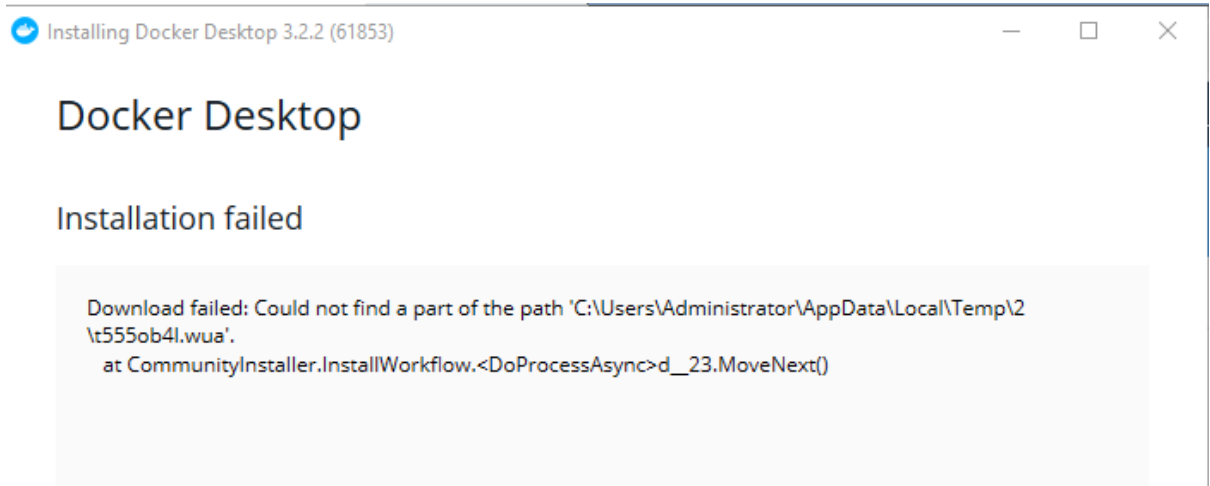 Installing Docker Desktop 3.2.2 (61853)
Docker Desktop
Installation failed
Download failed: Could not find a part of the path 'C:\Users\Administrator\AppData\Local\Temp\2
\t555ob4l.wua'.
at CommunityInstaller.InstallWorkflow.<DoProcessAsync>d__23.MoveNext()